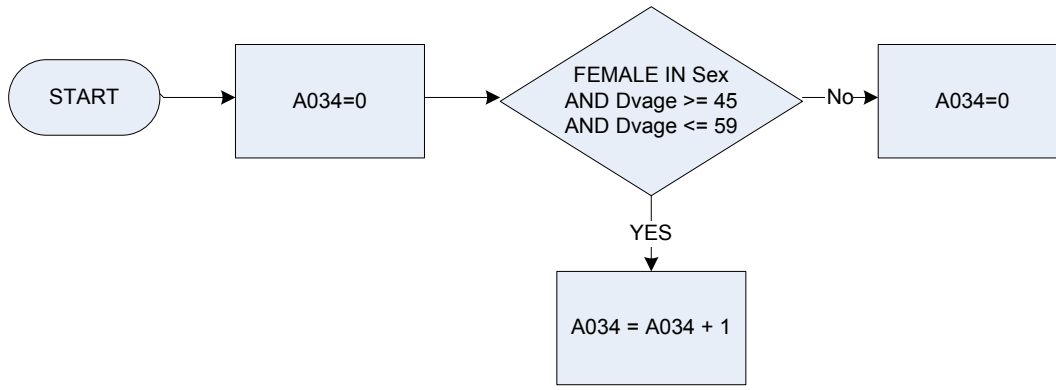 START
A034=0
FEMALE IN Sex
AND Dvage >= 45
AND Dvage <= 59
No
A034=0
YES
A034 = A034 + 1